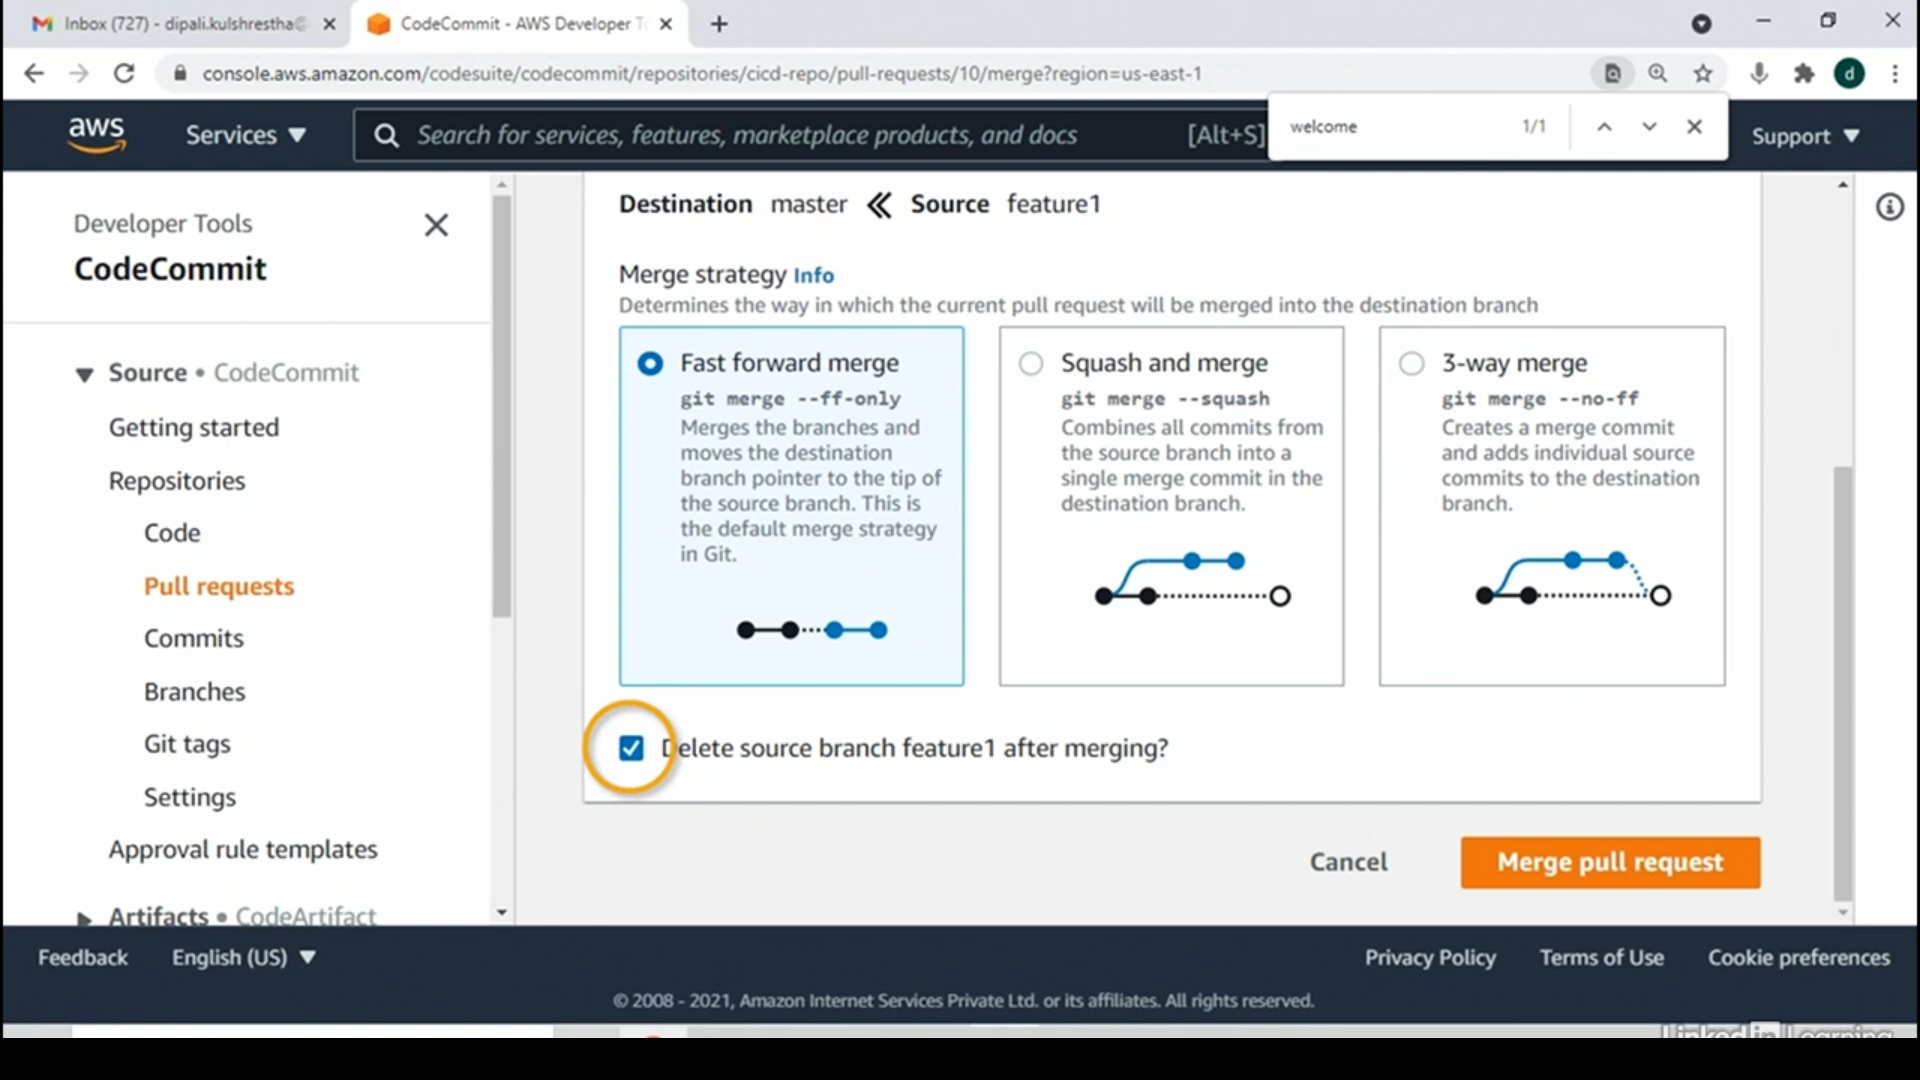 Inbox (727) - dipali.kulshrestha@
CodeCommit - AWS Developer T
console.aws.amazon.com/codesuite/codecommit/repositories/cicd-repo/pull-requests/10/merge?region=us-east-1
d
aws
Services
Search for services, features, marketplace products, and docs
[Alt+S]
welcome
1/1
Support
Developer Tools
CodeCommit
Source • CodeCommit
Getting started
Repositories
Code
Pull requests
Commits
Branches
Git tags
Settings
Approval rule templates
Artifacts • CodeArtifact
Destination master Source feature1
Merge strategy Info
Determines the way in which the current pull request will be merged into the destination branch
Fast forward merge
git merge --ff-only
Merges the branches and
moves the destination
branch pointer to the tip of
the source branch. This is
the default merge strategy
in Git.
Squash and merge
git merge --squash
Combines all commits from
the source branch into a
single merge commit in the
destination branch.
3-way merge
git merge --no-ff
Creates a merge commit
and adds individual source
commits to the destination
branch.
Delete source branch feature1 after merging?
Cancel
Merge pull request
Feedback
English (US)
Privacy Policy
Terms of Use
Cookie preferences
© 2008 - 2021, Amazon Internet Services Private Ltd. or its affiliates. All rights reserved.
Linked in Learning